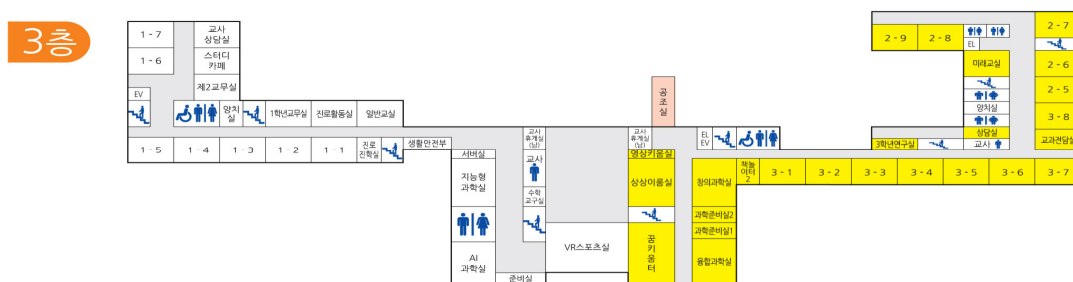 3층
1 - 7
교사
상담실
1 - 6
스터디
카페
제2교무실
EV
양치
실
1학년교무실
진로활동실
일반교실
1 - 5
1 - 4
1 - 3
1 - 2
1 - 1
진로
진학실
생활안전부
서버실
지능형
과학실
AI
과학실
준비실
교사
휴게실
(남)
교사
수학
교구실
VR스포츠실
공조실
교사
휴게실
(남)
영상키움실
상상이룸실
꿈키움터
EL
EV
창의과학실
과학준비실2
과학준비실1
융합과학실
책놀
이터
2
3 - 1
3 - 2
3 - 3
3 - 4
3 - 5
3 - 6
3 - 7
2 - 9
2 - 8
EL
미래교실
양치실
상담실
3학년연구실
교사
2 - 7
2 - 6
2 - 5
3 - 8
교과전담실